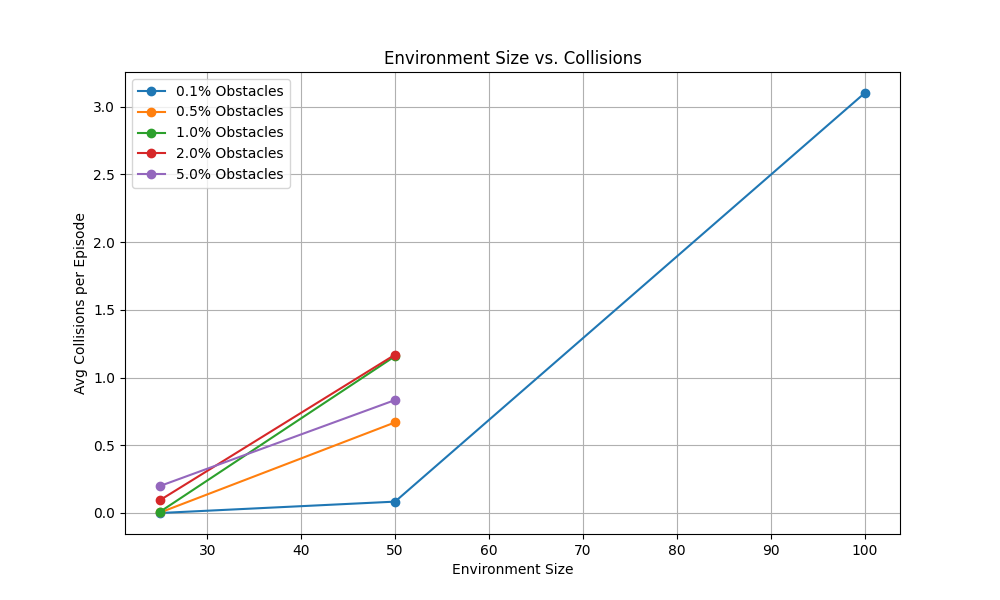 Environment Size vs. Collisions
0.1% Obstacles
0.5% Obstacles
1.0% Obstacles
2.0% Obstacles
5.0% Obstacles
Avg Collisions per Episode
3.0
2.5
2.0
1.5
1.0
0.5
0.0
30 40 50 60 70 80 90 100
Environment Size